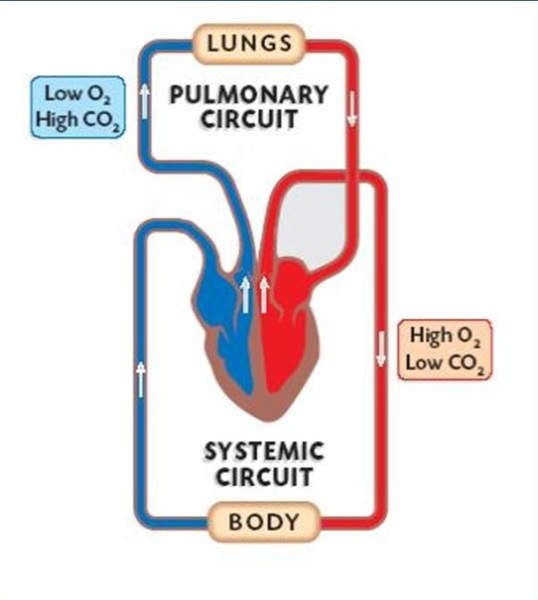 LUNGS
Low O₂
High CO₂
PULMONARY
CIRCUIT
High O₂
Low CO₂
SYSTEMIC
CIRCUIT
BODY